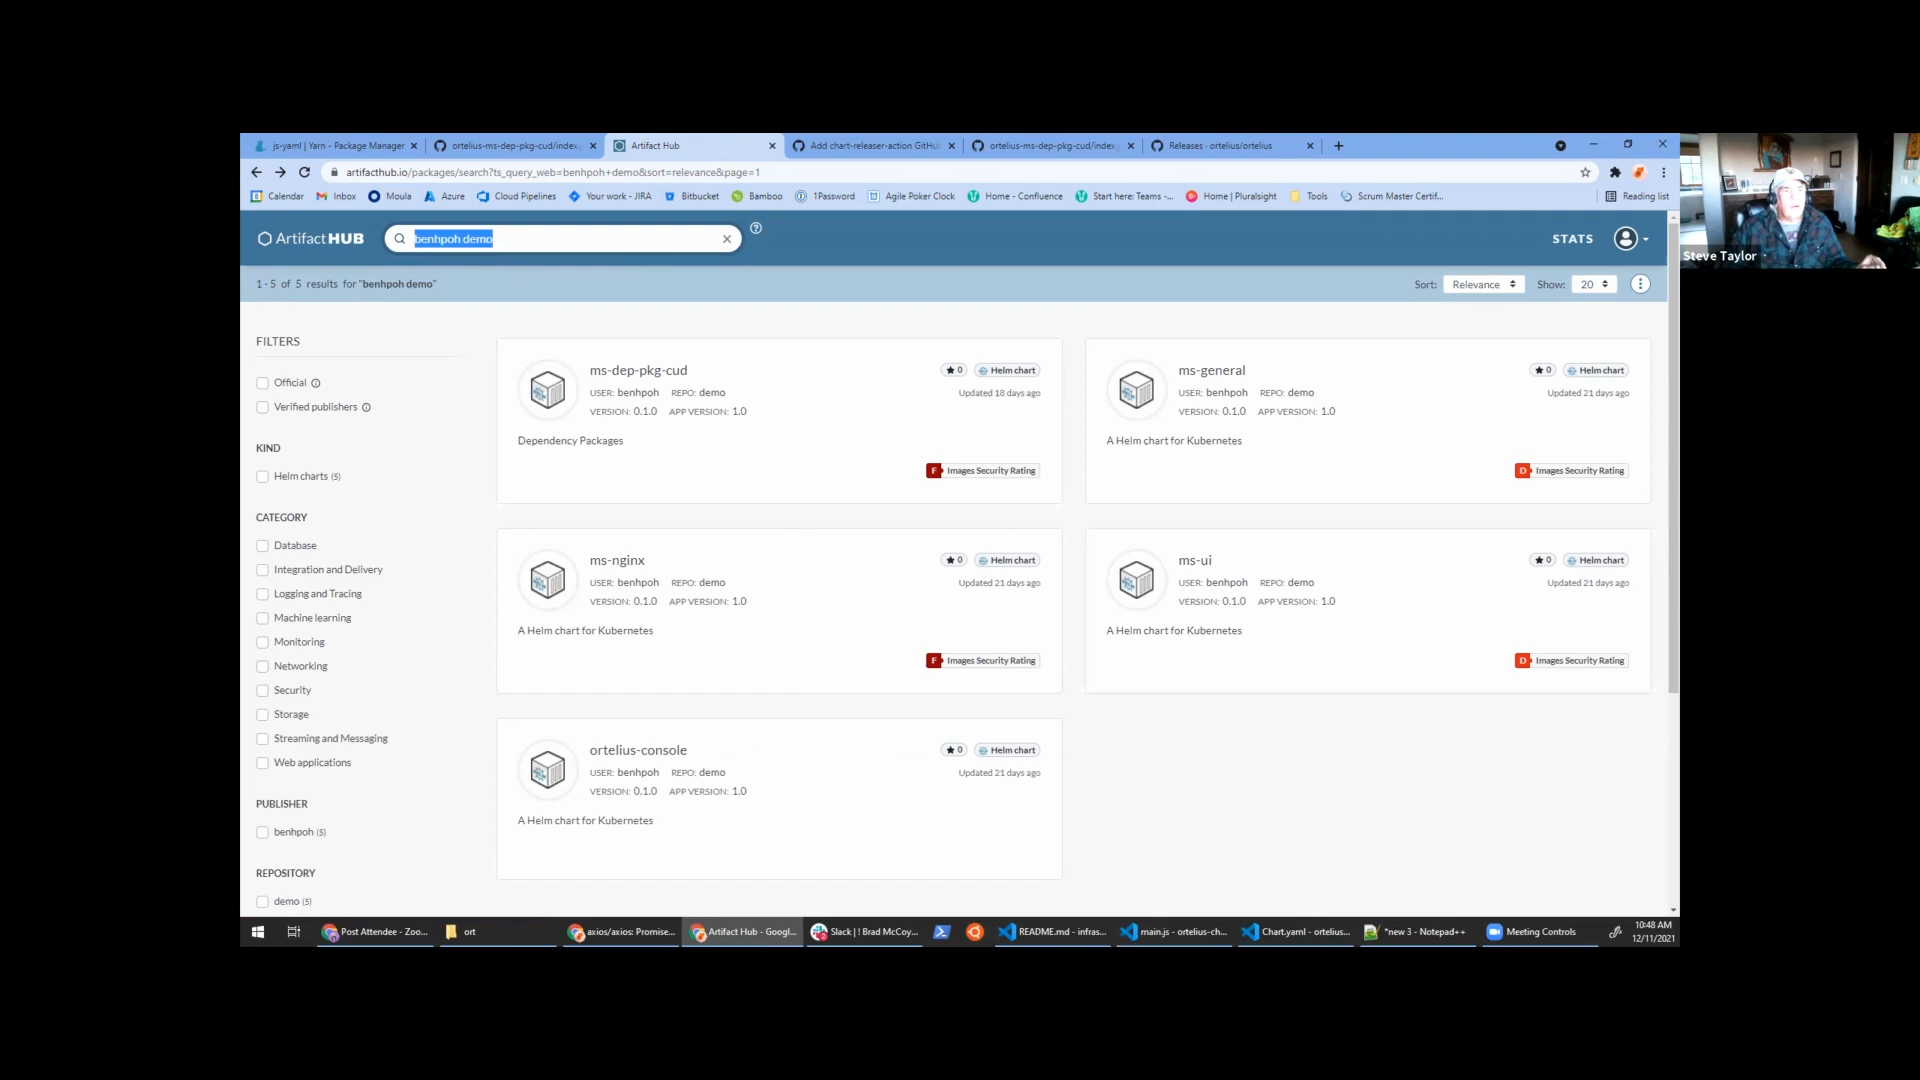 js-yaml | Yarn - Package Manager
ortelius-ms-dep-pkg-cud/index.
Artifact Hub
Add chart-releaser-action GitHu
ortelius-ms-dep-pkg-cud/index.
Releases · ortelius/ortelius
artifacthub.io/packages/search?ts_query_web=benhpoh+demo&sort=relevance&page=1
Calendar
Inbox
Moula
Azure
Cloud Pipelines
Your work - JIRA
Bitbucket
Bamboo
1Password
Agile Poker Clock
Home - Confluence
Start here: Teams -...
Home | Pluralsight
Tools
Scrum Master Certif...
Reading list
Artifact HUB
benhpoh demo
STATS
Steve Taylor
1 - 5 of 5 results for "benhpoh demo"
Sort: Relevance
Show: 20
FILTERS
Official
Verified publishers
KIND
Helm charts (5)
CATEGORY
Database
Integration and Delivery
Logging and Tracing
Machine learning
Monitoring
Networking
Security
Storage
Streaming and Messaging
Web applications
PUBLISHER
benhpoh (5)
REPOSITORY
demo (5)
ms-dep-pkg-cud
0 Helm chart
USER: benhpoh REPO: demo
Updated 18 days ago
VERSION: 0.1.0 APP VERSION: 1.0
Dependency Packages
F Images Security Rating
ms-general
0 Helm chart
USER: benhpoh REPO: demo
Updated 21 days ago
VERSION: 0.1.0 APP VERSION: 1.0
A Helm chart for Kubernetes
D Images Security Rating
ms-nginx
0 Helm chart
USER: benhpoh REPO: demo
Updated 21 days ago
VERSION: 0.1.0 APP VERSION: 1.0
A Helm chart for Kubernetes
F Images Security Rating
ms-ui
0 Helm chart
USER: benhpoh REPO: demo
Updated 21 days ago
VERSION: 0.1.0 APP VERSION: 1.0
A Helm chart for Kubernetes
D Images Security Rating
ortelius-console
0 Helm chart
USER: benhpoh REPO: demo
Updated 21 days ago
VERSION: 0.1.0 APP VERSION: 1.0
A Helm chart for Kubernetes
Post Attendee - Zoo...
ort
axios/axios: Promise...
Artifact Hub - Googl...
Slack | ! Brad McCoy...
README.md - infras...
main.js - ortelius-ch...
Chart.yaml - ortelius...
*new 3 - Notepad++
Meeting Controls
10:48 AM
12/11/2021